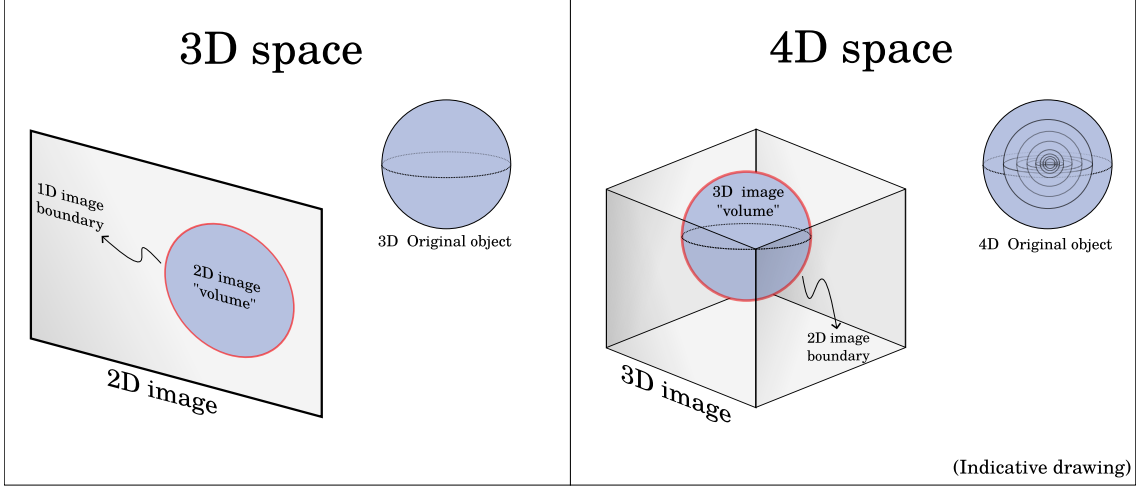 3D space
1D image
boundary
2D image
"volume"
3D Original object
2D image
4D space
3D image
"volume"
2D image
boundary
4D Original object
3D image
(Indicative drawing)